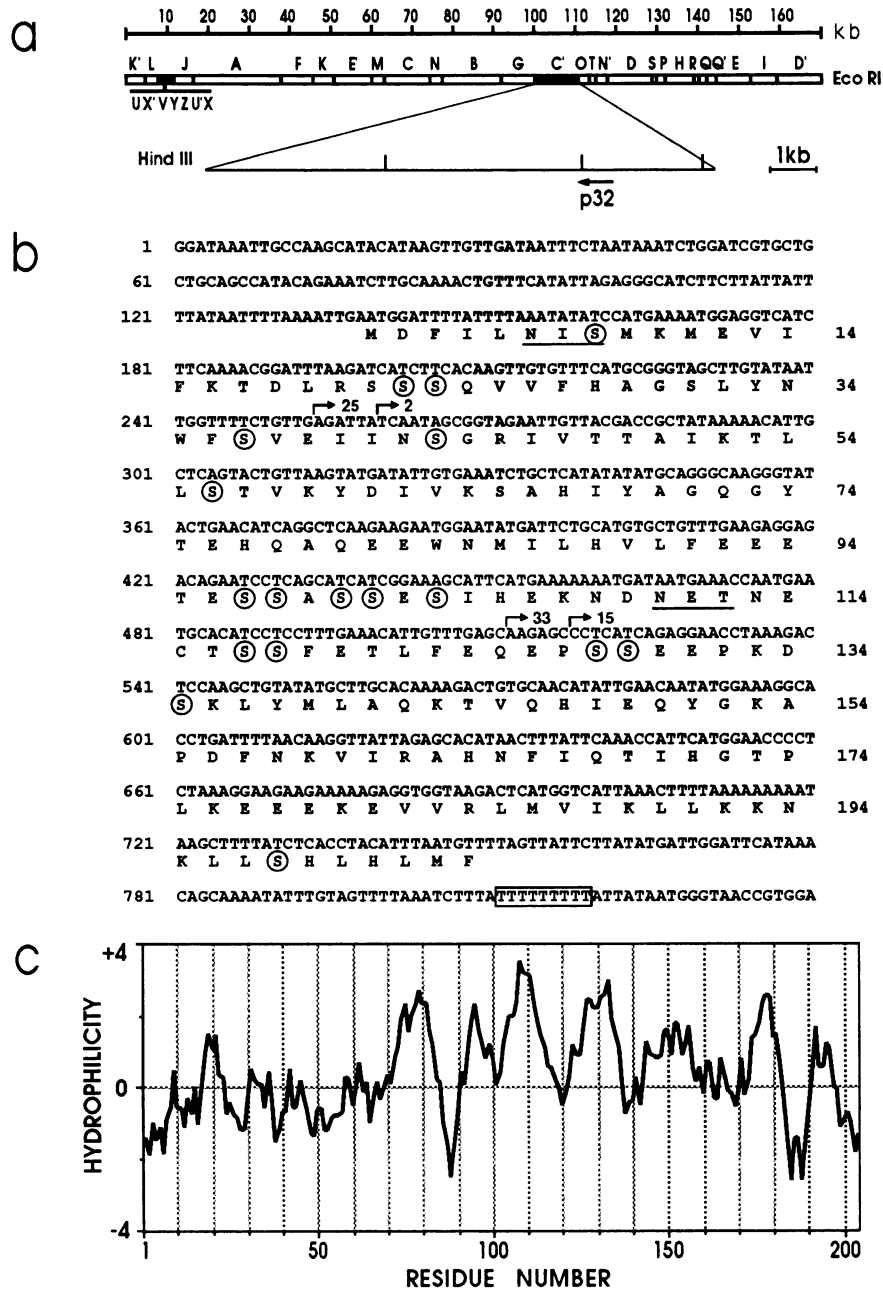 a
10 20 30 40 50 60 70 80 90 100 110 120 130 140 150 160 kb
K' L J A F K E' M C N B G C' O T N' D S P H R Q Q' E I D' Eco RI
U X' V Y Z U' X
Hind III 1kb
p32
b
1 GGATAAATTGCCAAGCATACATAAGTTGTTGATAATTTCTAATAAATCTGGATCGTGCTG
61 CTGCAGCCATACAGAAATCTTGCAAAACTGTTTCATATTAGAGGGCATCTTCTTATTATT
121 TTATAATTTTAAAATTGAATGGATTTTATTTTAAATATATCCATGAAAATGGAGGTCATC
M D F I L N I S M K M E V I 14
181 TTCAAAACGGATTTAAGATCATCTTCACAAGTTGTGTTTCATGCGGGTAGCTTGTATAAT
F K T D L R S S S Q V V F H A G S L Y N 34
25 2
241 TGGTTTTCTGTTGAGATTATCAATAGCGGTAGAATTGTTACGACCGCTATAAAAACATTG
W F S V E I I N S G R I V T T A I K T L 54
301 CTCAGTACTGTTAAGTATGATATTGTGAAATCTGCTCATATATATGCAGGGCAAGGGTAT
L S T V K Y D I V K S A H I Y A G Q G Y 74
361 ACTGAACATCAGGCTCAAGAAGAATGGAATATGATTCTGCATGTGCTGTTTGAAGAGGAG
T E H Q A Q E E W N M I L H V L F E E E 94
421 ACAGAATCCTCAGCATCATCGGAAAGCATTCATGAAAAAAATGATAATGAAACCAATGAA
T E S S A S S E S I H E K N D N E T N E 114
33 15
481 TGCACATCCTCCTTTGAAACATTGTTTGAGCAAGAGCCCTCATCAGAGGAACCTAAAGAC
C T S S F E T L F E Q E P S S E E P K D 134
541 TCCAAGCTGTATATGCTTGCACAAAAGACTGTGCAACATATTGAACAATATGGAAAGGCA
S K L Y M L A Q K T V Q H I E Q Y G K A 154
601 CCTGATTTTAACAAGGTTATTAGAGCACATAACTTTATTCAAACCATTCATGGAACCCCT
P D F N K V I R A H N F I Q T I H G T P 174
661 CTAAAGGAAGAAGAAAAAGAGGTGGTAAGACTCATGGTCATTAAACTTTTAAAAAAAAAT
L K E E E K E V V R L M V I K L L K K N 194
721 AAGCTTTTATCTCACCTACATTTAATGTTTTAGTTATTCTTATATGATTGGATTCATAAA
K L L S H L H L M F
781 CAGCAAAATATTTGTAGTTTTAAATCTTTATTTTTTTTTATTATAATGGGTAACCGTGGA
c
+4
0
-4
HYDROPHILICITY
1 50 100 150 200
RESIDUE NUMBER